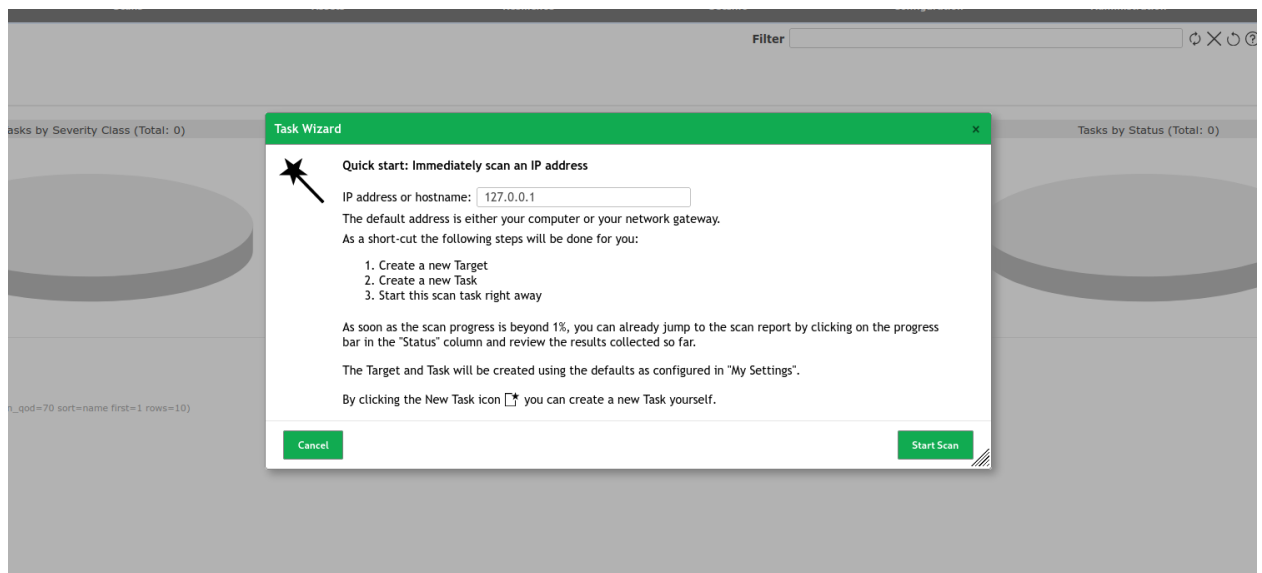 Filter
asks by Severity Class (Total: 0)
Tasks by Status (Total: 0)
Task Wizard
×
Quick start: Immediately scan an IP address
IP address or hostname: 127.0.0.1
The default address is either your computer or your network gateway.
As a short-cut the following steps will be done for you:
1. Create a new Target
2. Create a new Task
3. Start this scan task right away
As soon as the scan progress is beyond 1%, you can already jump to the scan report by clicking on the progress
bar in the "Status" column and review the results collected so far.
The Target and Task will be created using the defaults as configured in "My Settings".
By clicking the New Task icon you can create a new Task yourself.
n_qod=70 sort=name first=1 rows=10)
Cancel
Start Scan